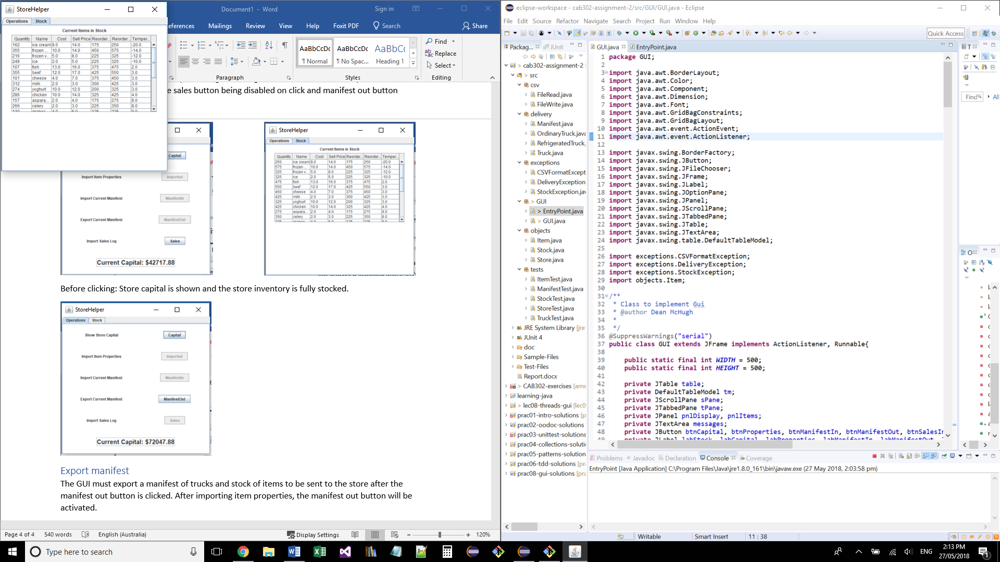 StoreHelper
Operations Stock
Current Items in Stock
Quantity Name Cost Sell Price Reorder... Reorder... Temper...
162 ice cream 8.0 14.0 175 250 -20.0
355 frozen ... 10.0 14.0 450 575 -14.0
216 frozen v... 5.0 8.0 225 325 -12.0
249 ice 2.0 5.0 225 325 -10.0
107 fish 13.0 16.0 375 475 2.0
355 beef 12.0 17.0 425 550 3.0
101 cheese 4.0 7.0 375 450 3.0
312 milk 2.0 3.0 300 425 3.0
274 yoghurt 10.0 12.0 200 325 3.0
286 chicken 10.0 14.0 325 425 4.0
157 aspara... 2.0 4.0 175 275 8.0
266 celery 2.0 3.0 225 350 8.0
Document1 - Word
Sign in
eferences Mailings Review View Help Foxit PDF Search Share
AaBbCcDc AaBbCcDc AaBbCc
¶ Normal ¶ No Spac... Heading 1
Find
Replace
Select
Paragraph Styles Editing
e sales button being disabled on click and manifest out button
Capital
Import Item Properties Imported
Import Current Manifest ManifestIn
Export Current Manifest ManifestOut
Import Sales Log Sales
Current Capital: $42717.88
StoreHelper
Operations Stock
Current Items in Stock
Quantity Name Cost Sell Price Reorder... Reorder... Temper...
250 ice cream 8.0 14.0 175 250 -20.0
575 frozen ... 10.0 14.0 450 575 -14.0
325 frozen v... 5.0 8.0 225 325 -12.0
325 ice 2.0 5.0 225 325 -10.0
475 fish 13.0 16.0 375 475 2.0
550 beef 12.0 17.0 425 550 3.0
450 cheese 4.0 7.0 375 450 3.0
425 milk 2.0 3.0 300 425 3.0
325 yoghurt 10.0 12.0 200 325 3.0
425 chicken 10.0 14.0 325 425 4.0
275 aspara... 2.0 4.0 175 275 8.0
350 celery 2.0 3.0 225 350 8.0
Before clicking: Store capital is shown and the store inventory is fully stocked.
StoreHelper
Operations Stock
Show Store Capital Capital
Import Item Properties Imported
Import Current Manifest ManifestIn
Export Current Manifest ManifestOut
Import Sales Log Sales
Current Capital: $72047.88
Export manifest
The GUI must export a manifest of trucks and stock of items to be sent to the store after the
manifest out button is clicked. After importing item properties, the manifest out button will be
activated.
Page 4 of 4 540 words English (Australia) Display Settings 120%
eclipse-workspace - cab302-assignment-2/src/GUI/GUI.java - Eclipse
File Edit Source Refactor Navigate Search Project Run Window Help
Quick Access
Packag... JUnit
cab302-assignment-2
> src
csv
FileRead.java
FileWrite.java
delivery
Manifest.java
OrdinaryTruck.java
RefrigeratedTruck.
Truck.java
exceptions
CSVFormatExcept
DeliveryException
StockException.jav
> GUI
> EntryPoint.java
> GUI.java
objects
Item.java
Stock.java
Store.java
tests
ItemTest.java
ManifestTest.java
StockTest.java
StoreTest.java
TruckTest.java
JRE System Library [jre
JUnit 4
doc
Sample-Files
Test-Files
Report.docx
> CAB302-exercises [ams
learning-java
> lec08-threads-gui [lec0
prac01-intro-solutions [p
prac02-oodoc-solutions
prac03-unittest-solutions
prac04-collections-soluti
prac05-patterns-solution
prac06-tdd-solutions [pr
prac08-gui-solutions [pra
GUI.java EntryPoint.java
1 package GUI;
2
3 import java.awt.BorderLayout;
4 import java.awt.Color;
5 import java.awt.Component;
6 import java.awt.Dimension;
7 import java.awt.Font;
8 import java.awt.GridBagConstraints;
9 import java.awt.GridBagLayout;
10 import java.awt.event.ActionEvent;
11 import java.awt.event.ActionListener;
12
13 import javax.swing.BorderFactory;
14 import javax.swing.JButton;
15 import javax.swing.JFileChooser;
16 import javax.swing.JFrame;
17 import javax.swing.JLabel;
18 import javax.swing.JOptionPane;
19 import javax.swing.JPanel;
20 import javax.swing.JScrollPane;
21 import javax.swing.JTabbedPane;
22 import javax.swing.JTable;
23 import javax.swing.JTextArea;
24 import javax.swing.table.DefaultTableModel;
25
26 import exceptions.CSVFormatException;
27 import exceptions.DeliveryException;
28 import exceptions.StockException;
29 import objects.Item;
30
31 /**
32 * Class to implement Gui
33 * @author Dean McHugh
34 *
35 */
36 @SuppressWarnings("serial")
37 public class GUI extends JFrame implements ActionListener, Runnable{
38
39 public static final int WIDTH = 500;
40 public static final int HEIGHT = 500;
41
42 private JTable table;
43 private DefaultTableModel tm;
44 private JScrollPane sPane;
45 private JTabbedPane tPane;
46 private JPanel pnlDisplay, pnlItems;
47 private JTextArea messages;
48 private JButton btnCapital, btnProperties, btnManifestIn, btnManifestOut, btnSalesIn
Find Al
Problems Javadoc Declaration Console Coverage
EntryPoint [Java Application] C:\Program Files\Java\jre1.8.0_161\bin\javaw.exe (27 May 2018, 2:03:58 pm)
Writable Smart Insert 11 : 38
Type here to search
ENG
2:13 PM
27/05/2018